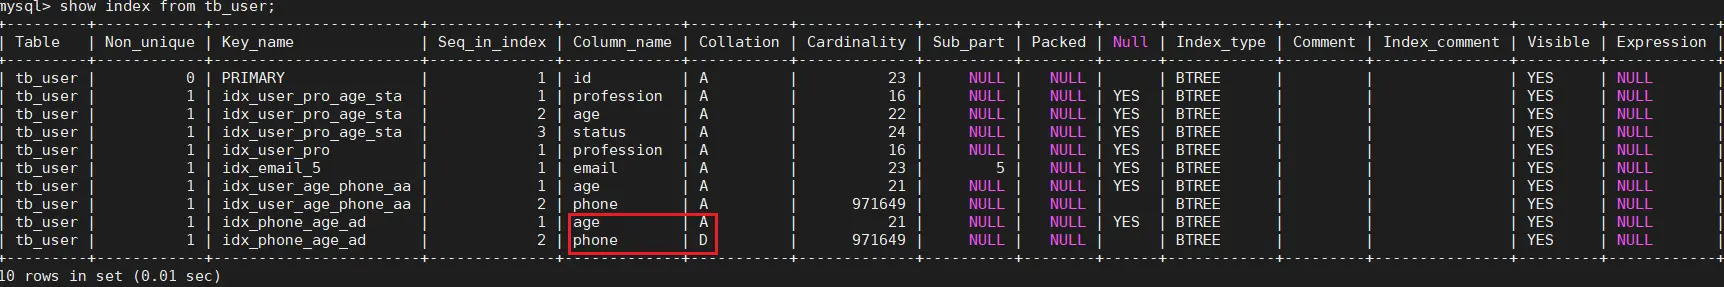 mysql> show index from tb_user;
+---------+------------+----------------------+--------------+-------------+-----------+-------------+----------+--------+------+------------+---------+---------------+---------+------------+
| Table   | Non_unique | Key_name             | Seq_in_index | Column_name | Collation | Cardinality | Sub_part | Packed | Null | Index_type | Comment | Index_comment | Visible | Expression |
+---------+------------+----------------------+--------------+-------------+-----------+-------------+----------+--------+------+------------+---------+---------------+---------+------------+
| tb_user |          0 | PRIMARY              |            1 | id          | A         |          23 |     NULL |   NULL |      | BTREE      |         |               | YES     | NULL       |
| tb_user |          1 | idx_user_pro_age_sta |            1 | profession  | A         |          16 |     NULL |   NULL | YES  | BTREE      |         |               | YES     | NULL       |
| tb_user |          1 | idx_user_pro_age_sta |            2 | age         | A         |          22 |     NULL |   NULL | YES  | BTREE      |         |               | YES     | NULL       |
| tb_user |          1 | idx_user_pro_age_sta |            3 | status      | A         |          24 |     NULL |   NULL | YES  | BTREE      |         |               | YES     | NULL       |
| tb_user |          1 | idx_user_pro         |            1 | profession  | A         |          16 |     NULL |   NULL | YES  | BTREE      |         |               | YES     | NULL       |
| tb_user |          1 | idx_email_5          |            1 | email       | A         |          23 |        5 |   NULL | YES  | BTREE      |         |               | YES     | NULL       |
| tb_user |          1 | idx_user_age_phone_aa |            1 | age         | A         |          21 |     NULL |   NULL | YES  | BTREE      |         |               | YES     | NULL       |
| tb_user |          1 | idx_user_age_phone_aa |            2 | phone       | A         |      971649 |     NULL |   NULL |      | BTREE      |         |               | YES     | NULL       |
| tb_user |          1 | idx_phone_age_ad     |            1 | age         | A         |          21 |     NULL |   NULL | YES  | BTREE      |         |               | YES     | NULL       |
| tb_user |          1 | idx_phone_age_ad     |            2 | phone       | D         |      971649 |     NULL |   NULL |      | BTREE      |         |               | YES     | NULL       |
+---------+------------+----------------------+--------------+-------------+-----------+-------------+----------+--------+------+------------+---------+---------------+---------+------------+
10 rows in set (0.01 sec)